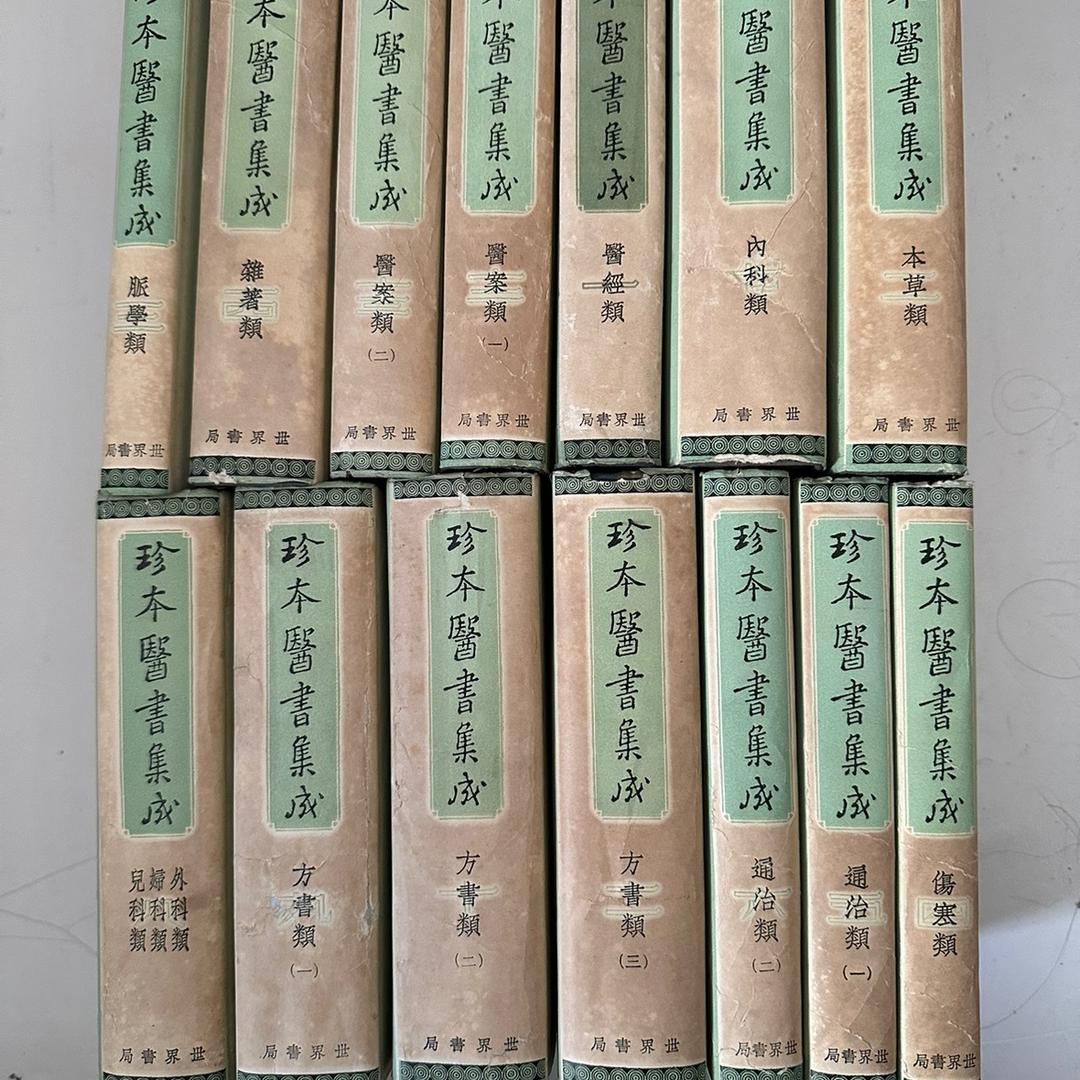 本醫書集成
脈學類
世界書局
本醫書集成
雜著類
世界書局
本醫書集成
醫案類
(二)
世界書局
本醫書集成
醫案類
(一)
世界書局
本醫書集成
醫經類
世界書局
醫書集成
內科類
世界書局
本醫書集成
本草類
世界書局
珍本醫書集成
外科類
婦科類
兒科類
世界書局
珍本醫書集成
方書類
(一)
世界書局
珍本醫書集成
方書類
(二)
世界書局
珍本醫書集成
方書類
(三)
世界書局
珍本醫書集成
通治類
(二)
世界書局
珍本醫書集成
通治類
(一)
世界書局
珍本醫書集成
傷寒類
世界書局